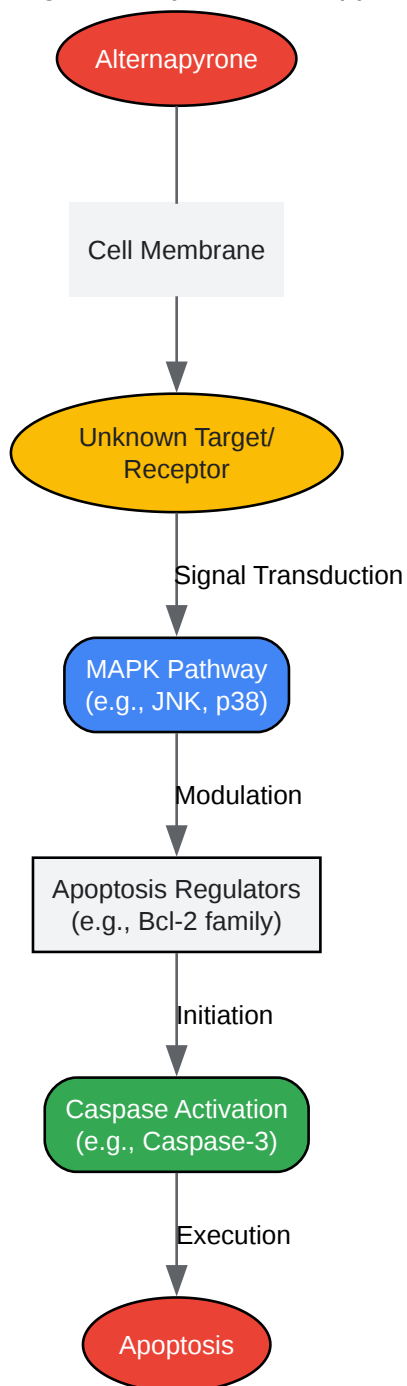 Alternapyrone
Cell Membrane
Unknown Target/
Receptor
Signal Transduction
MAPK Pathway
(e.g., JNK, p38)
Modulation
Apoptosis Regulators
(e.g., Bcl-2 family)
Initiation
Caspase Activation
(e.g., Caspase-3)
Execution
Apoptosis